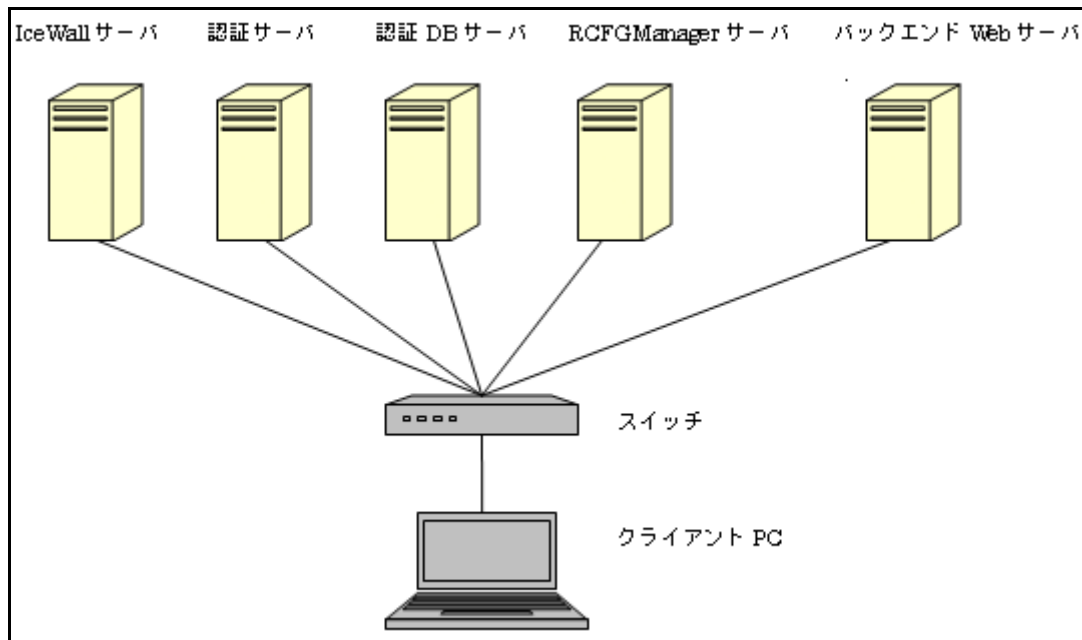 IceWall サーバ
認証サーバ
認証 DB サーバ
RCFGManager サーバ
バックエンド Web サーバ
スイッチ
クライアント PC